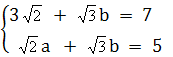 3√2 + √3b = 7
√2a + √3b = 5